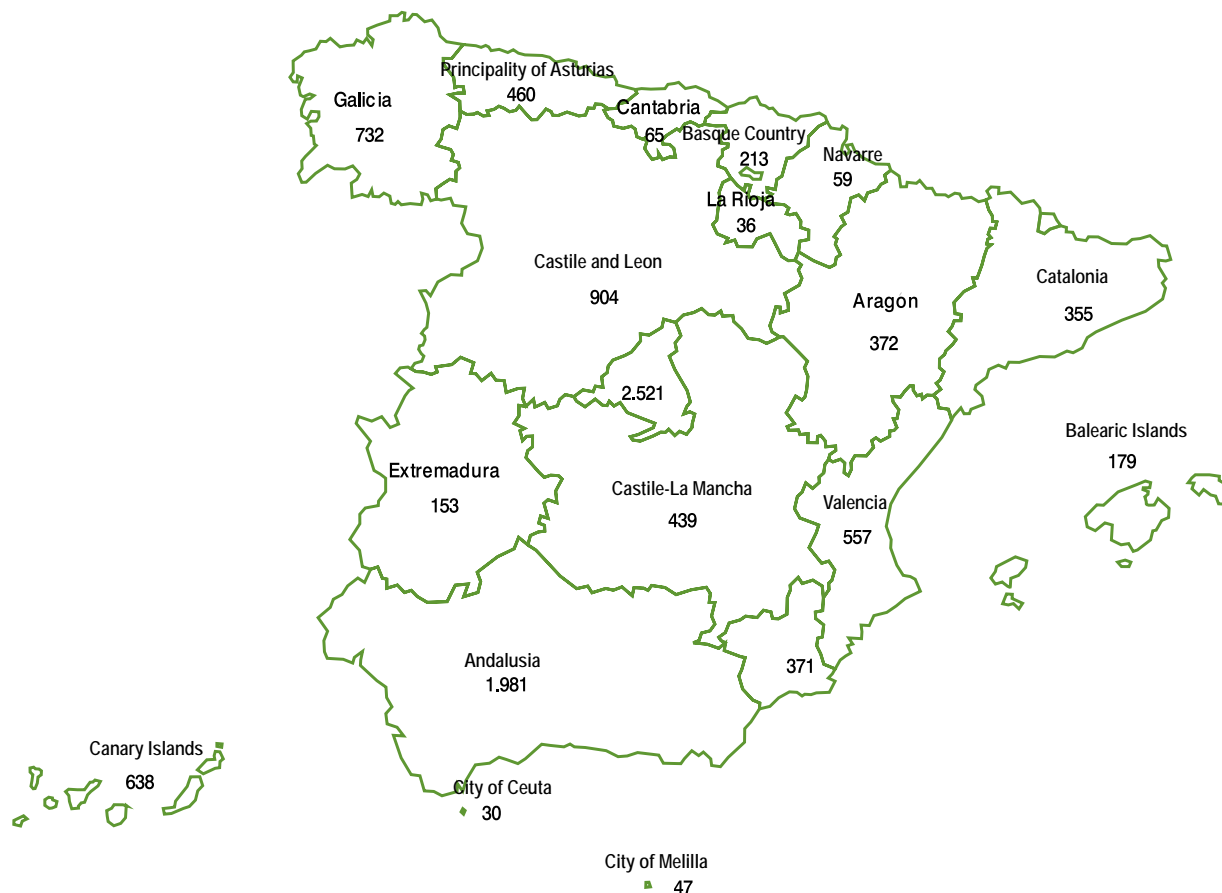 Principality of Asturias
460
Galicia
732
Cantabria
65
Basque Country
213
Navarre
59
La Rioja
36
Castile and Leon
904
Aragon
372
Catalonia
355
2.521
Balearic Islands
179
Extremadura
153
Castile-La Mancha
439
Valencia
557
Andalusia
1.981
371
Canary Islands
638
City of Ceuta
30
City of Melilla
47